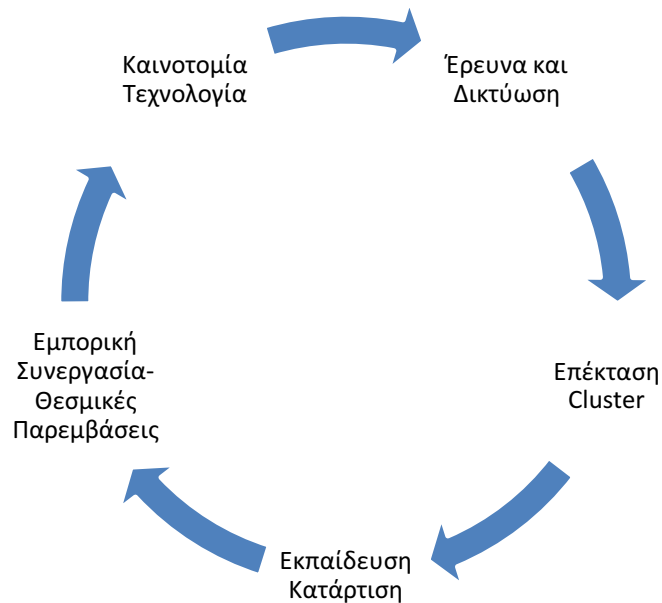 Καινοτομία
Τεχνολογία
Έρευνα και
Δικτύωση
Επέκταση
Cluster
Εκπαίδευση
Κατάρτιση
Εμπορική
Συνεργασία-
Θεσμικές
Παρεμβάσεις